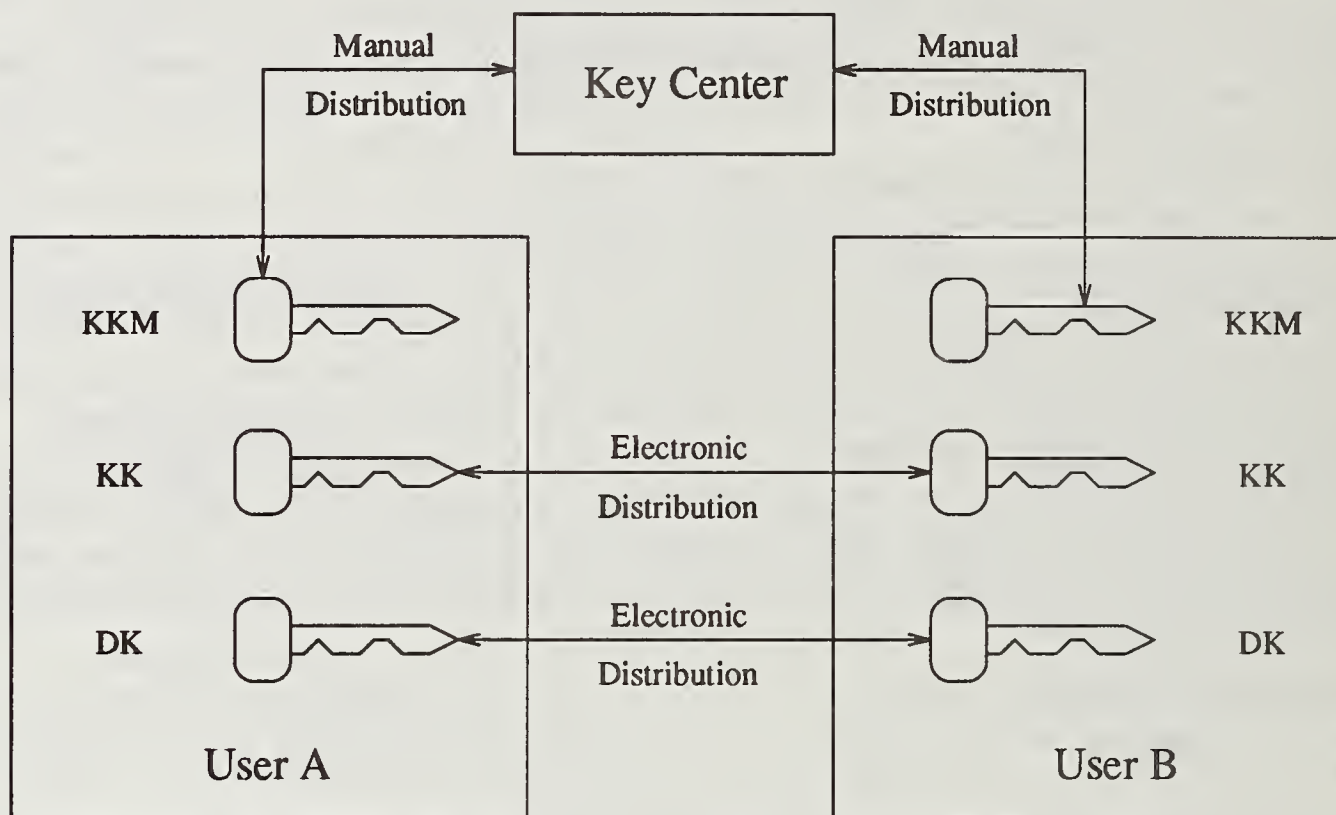 Manual
Distribution
Key Center
Manual
Distribution
KKM
KKM
Electronic
Distribution
KK
KK
Electronic
Distribution
DK
DK
User A
User B